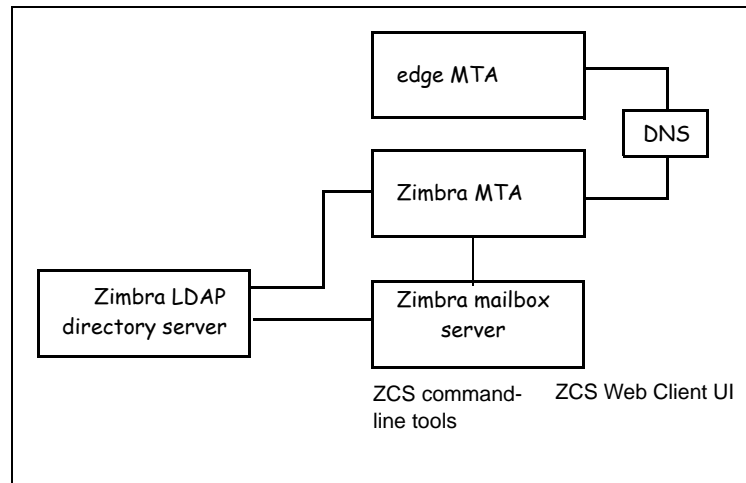 edge MTA
DNS
Zimbra MTA
Zimbra LDAP
directory server
Zimbra mailbox
server
ZCS command-
line tools
ZCS Web Client UI